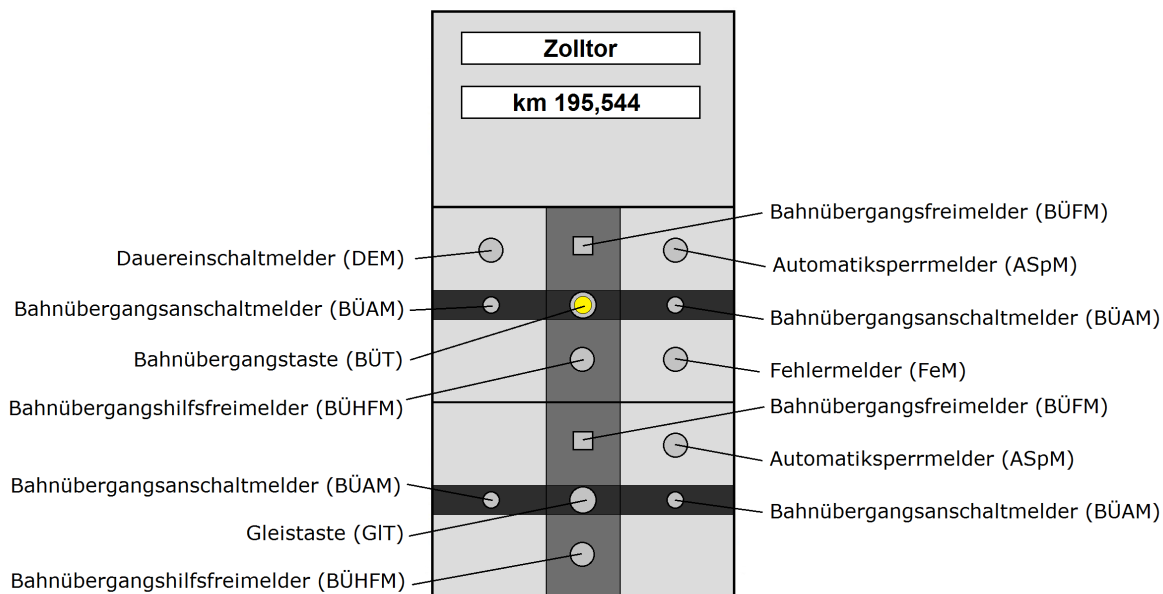 Zolltor
km 195,544
Bahnübergangsfreimelder (BÜFM)
Dauereinschaltmelder (DEM)
Automatiksperrmelder (ASpM)
Bahnübergangsanschaltmelder (BÜAM)
Bahnübergangsanschaltmelder (BÜAM)
Bahnübergangstaste (BÜT)
Fehlermelder (FeM)
Bahnübergangshilfsfreimelder (BÜHFM)
Bahnübergangsfreimelder (BÜFM)
Automatiksperrmelder (ASpM)
Bahnübergangsanschaltmelder (BÜAM)
Bahnübergangsanschaltmelder (BÜAM)
Gleistaste (GlT)
Bahnübergangshilfsfreimelder (BÜHFM)